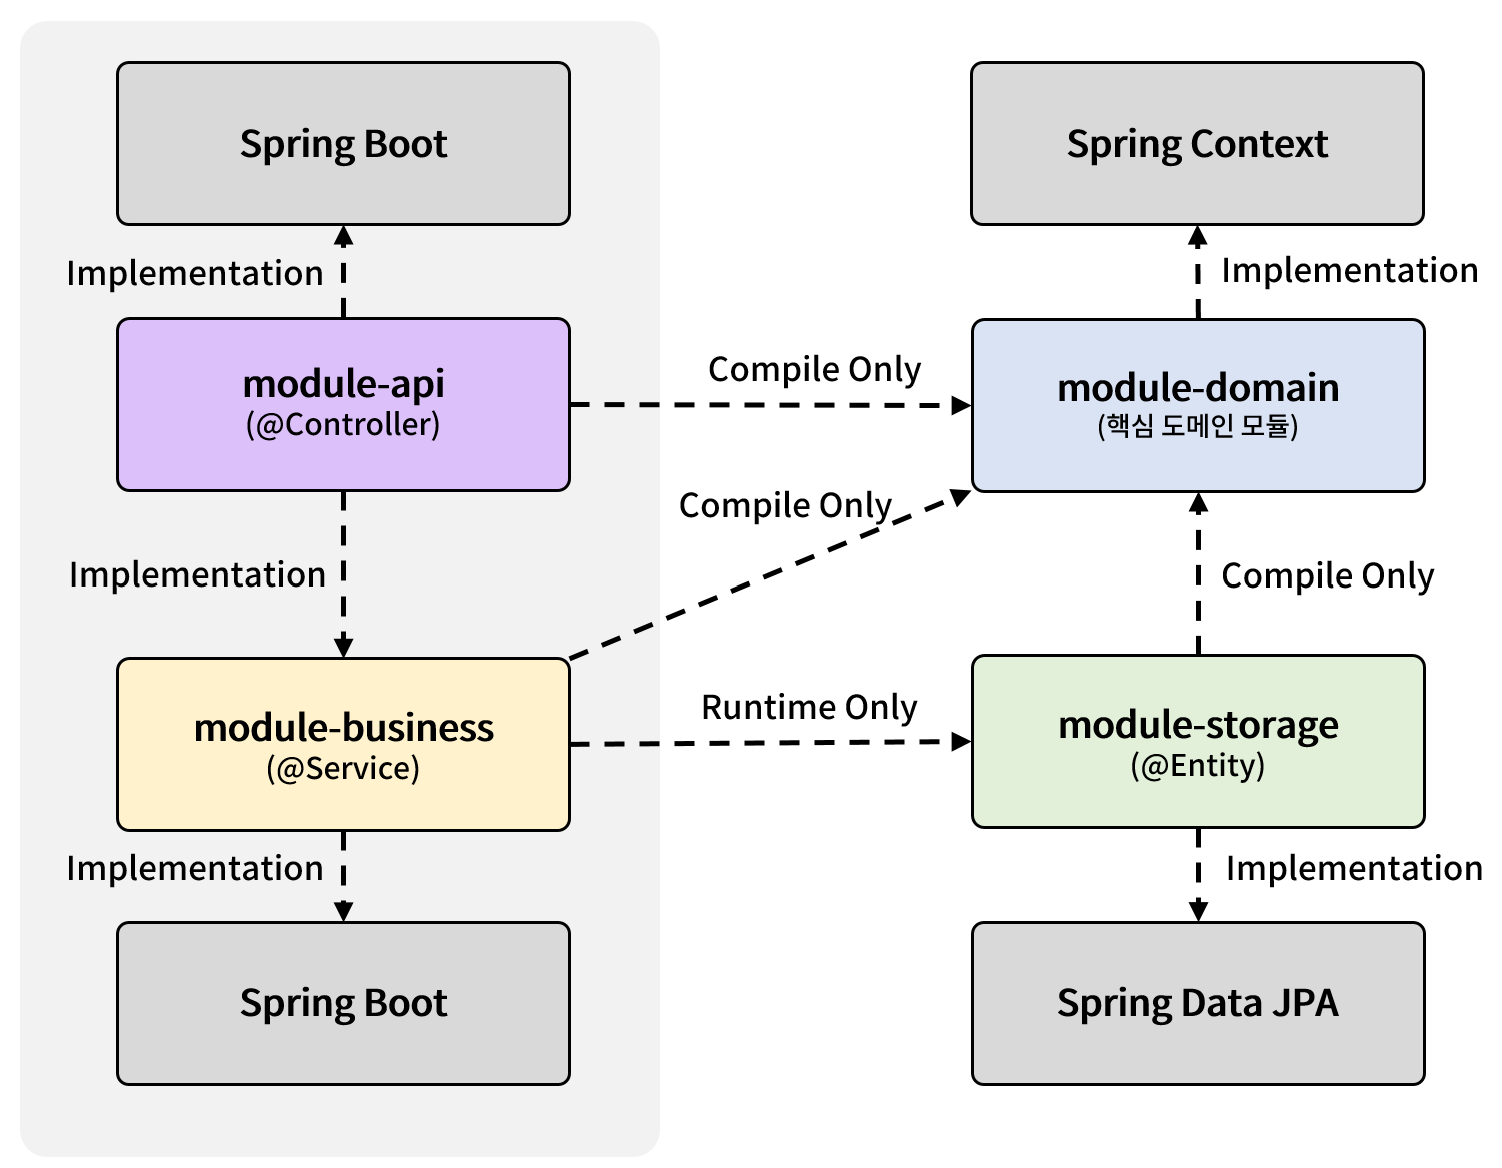 Spring Boot
Spring Context
Implementation
Implementation
module-api
(@Controller)
Compile Only
module-domain
(핵심 도메인 모듈)
Compile Only
Implementation
Compile Only
module-business
(@Service)
Runtime Only
module-storage
(@Entity)
Implementation
Implementation
Spring Boot
Spring Data JPA